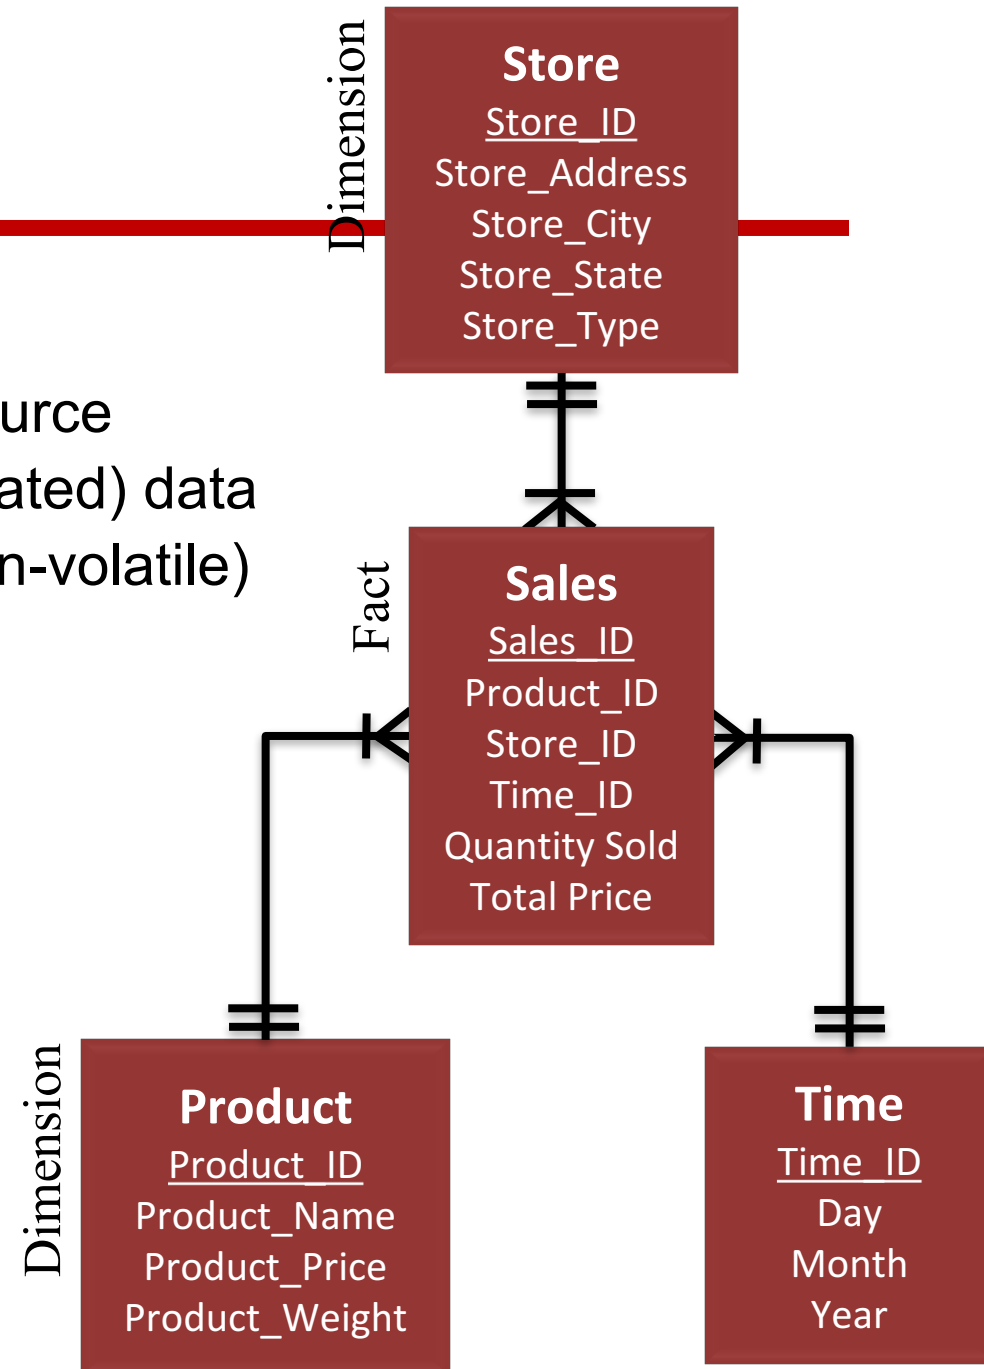 Dimension
Store
Store_ID
Store_Address
Store_City
Store_State
Store_Type
urce
ated) data
n-volatile)
Fact
Sales
Sales_ID
Product_ID
Store_ID
Time_ID
Quantity Sold
Total Price
Dimension
Product
Product_ID
Product_Name
Product_Price
Product_Weight
Time
Time_ID
Day
Month
Year